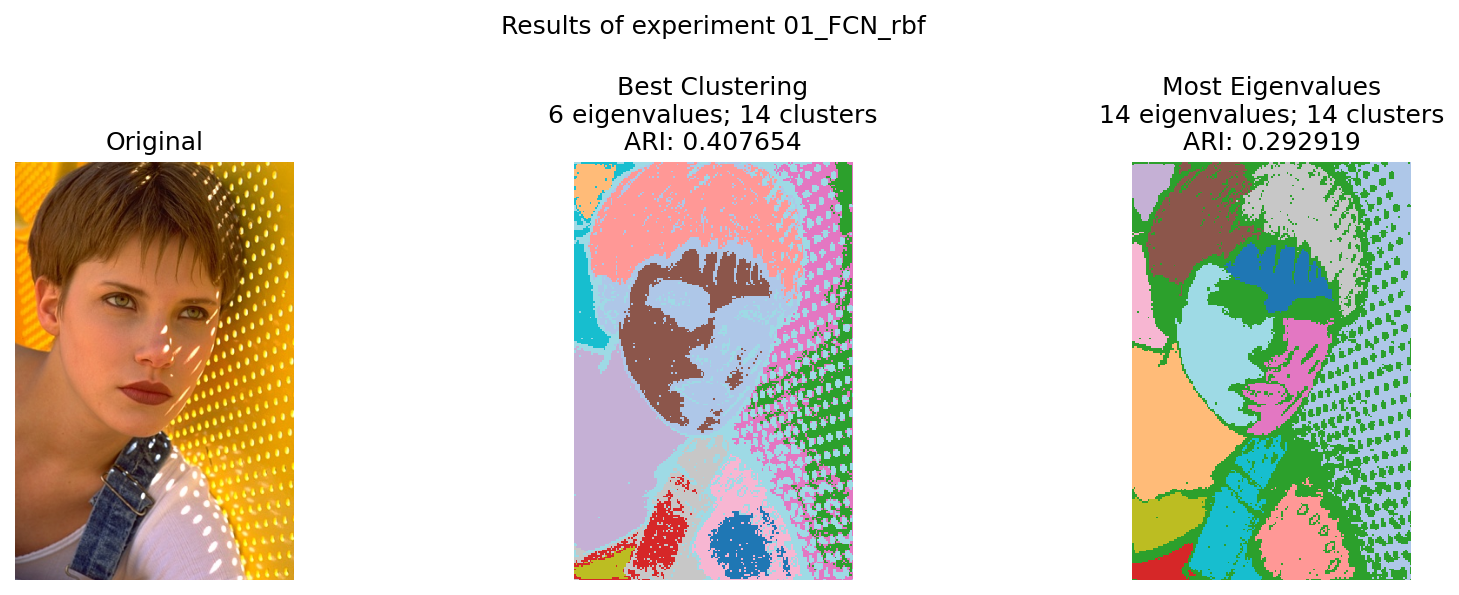 Results of experiment 01_FCN_rbf
Original
Best Clustering
6 eigenvalues; 14 clusters
ARI: 0.407654
Most Eigenvalues
14 eigenvalues; 14 clusters
ARI: 0.292919